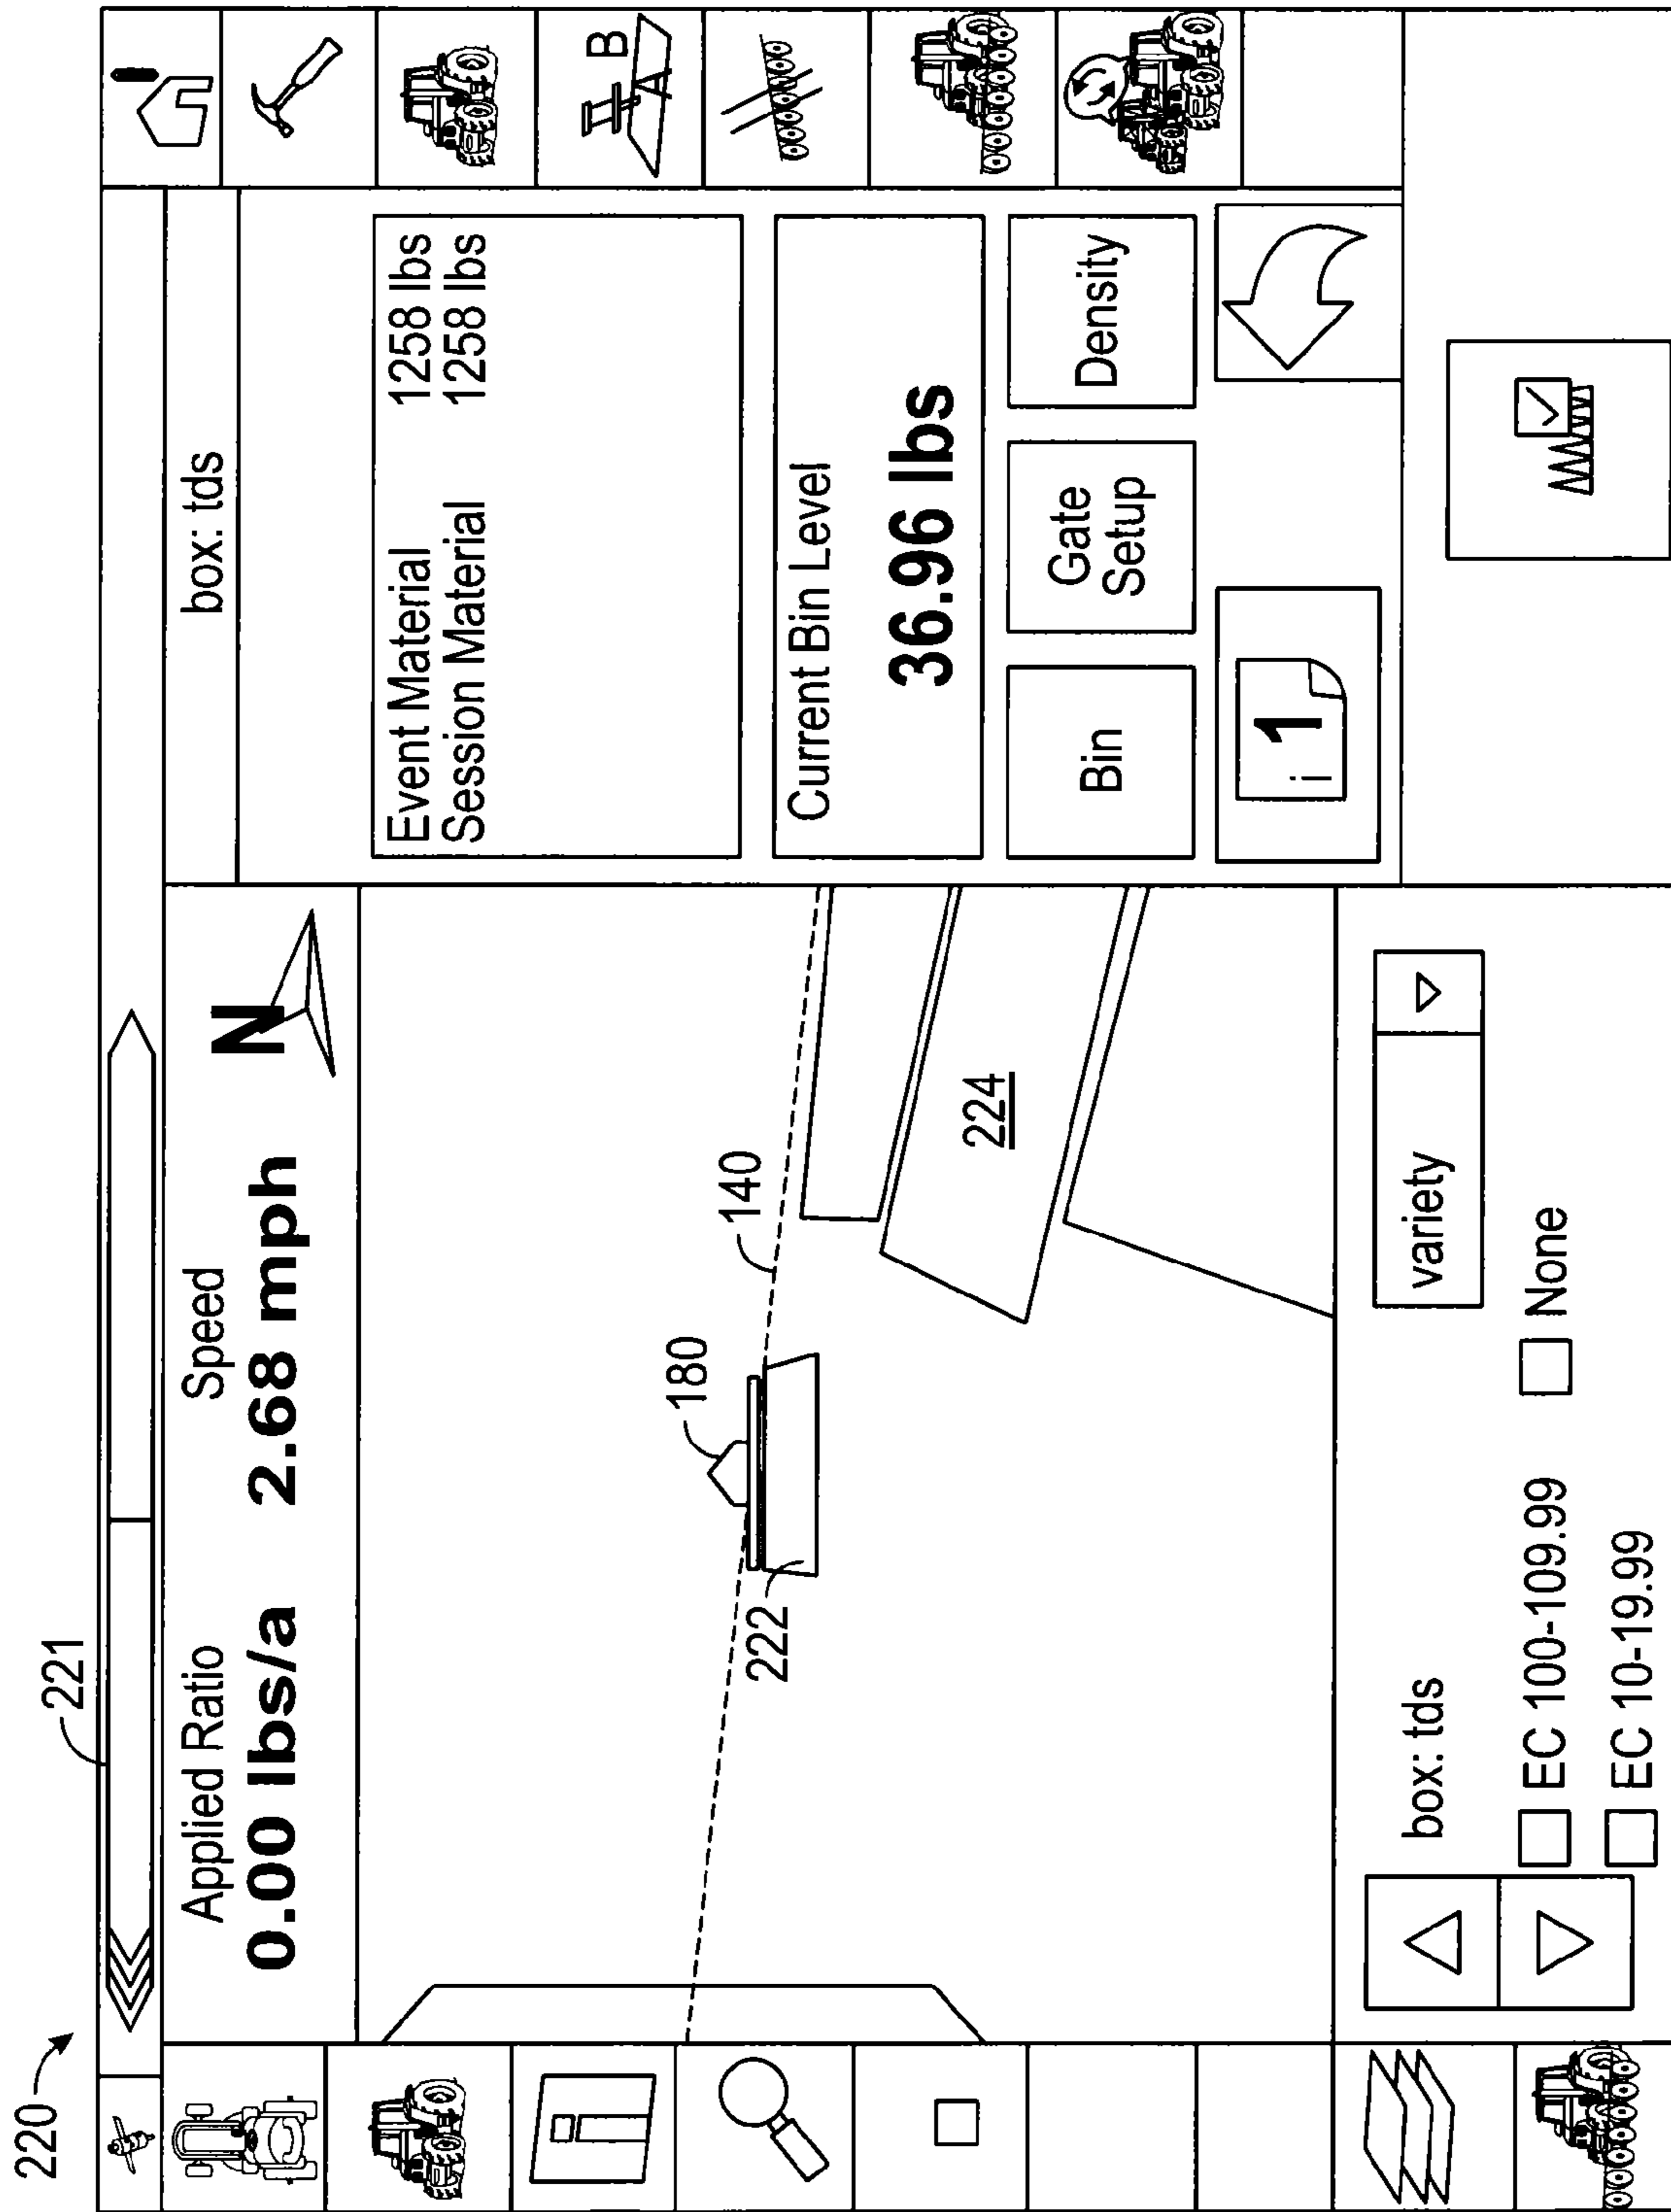 220
221
Applied Ratio
Speed
0.00 lbs/a
2.68 mph
N
box: tds
Event Material 1258 lbs
Session Material 1258 lbs
Current Bin Level
36.96 lbs
Bin
Gate
Setup
Density
i 1
A
B
180
140
222
224
box: tds
variety
EC 100-109.99
None
EC 10-19.99